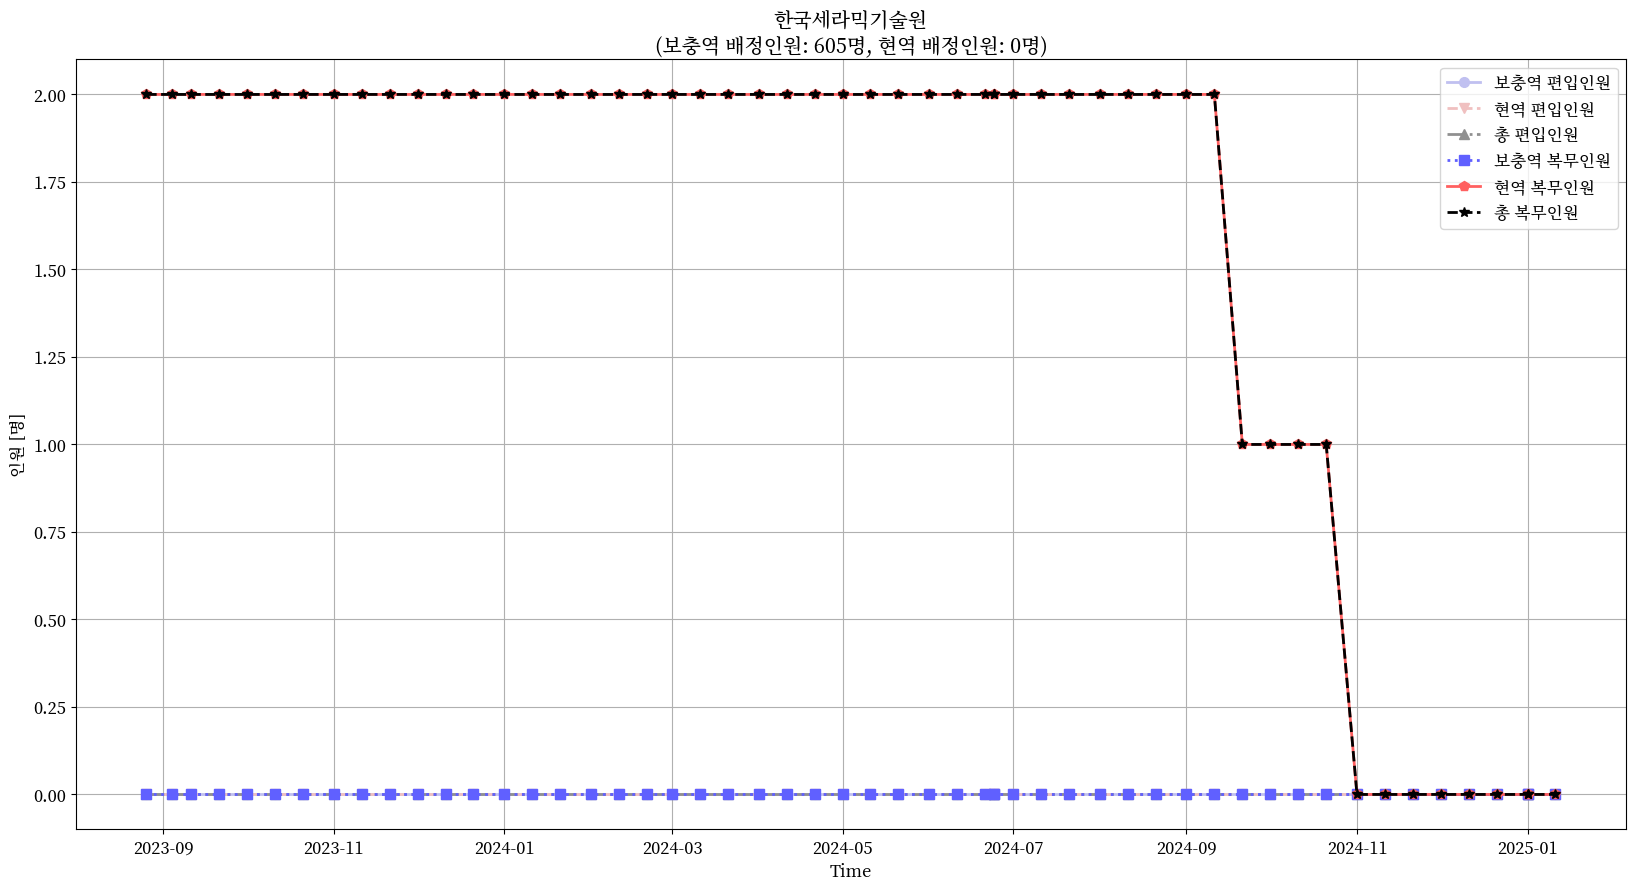 한국세라믹기술원
(보충역 배정인원: 605명, 현역 배정인원: 0명)
보충역 편입인원
현역 편입인원
총 편입인원
보충역 복무인원
현역 복무인원
총 복무인원
2.00
1.75
1.50
1.25
1.00
0.75
0.50
0.25
0.00
인원 [명]
2023-09 2023-11 2024-01 2024-03 2024-05 2024-07 2024-09 2024-11 2025-01
Time